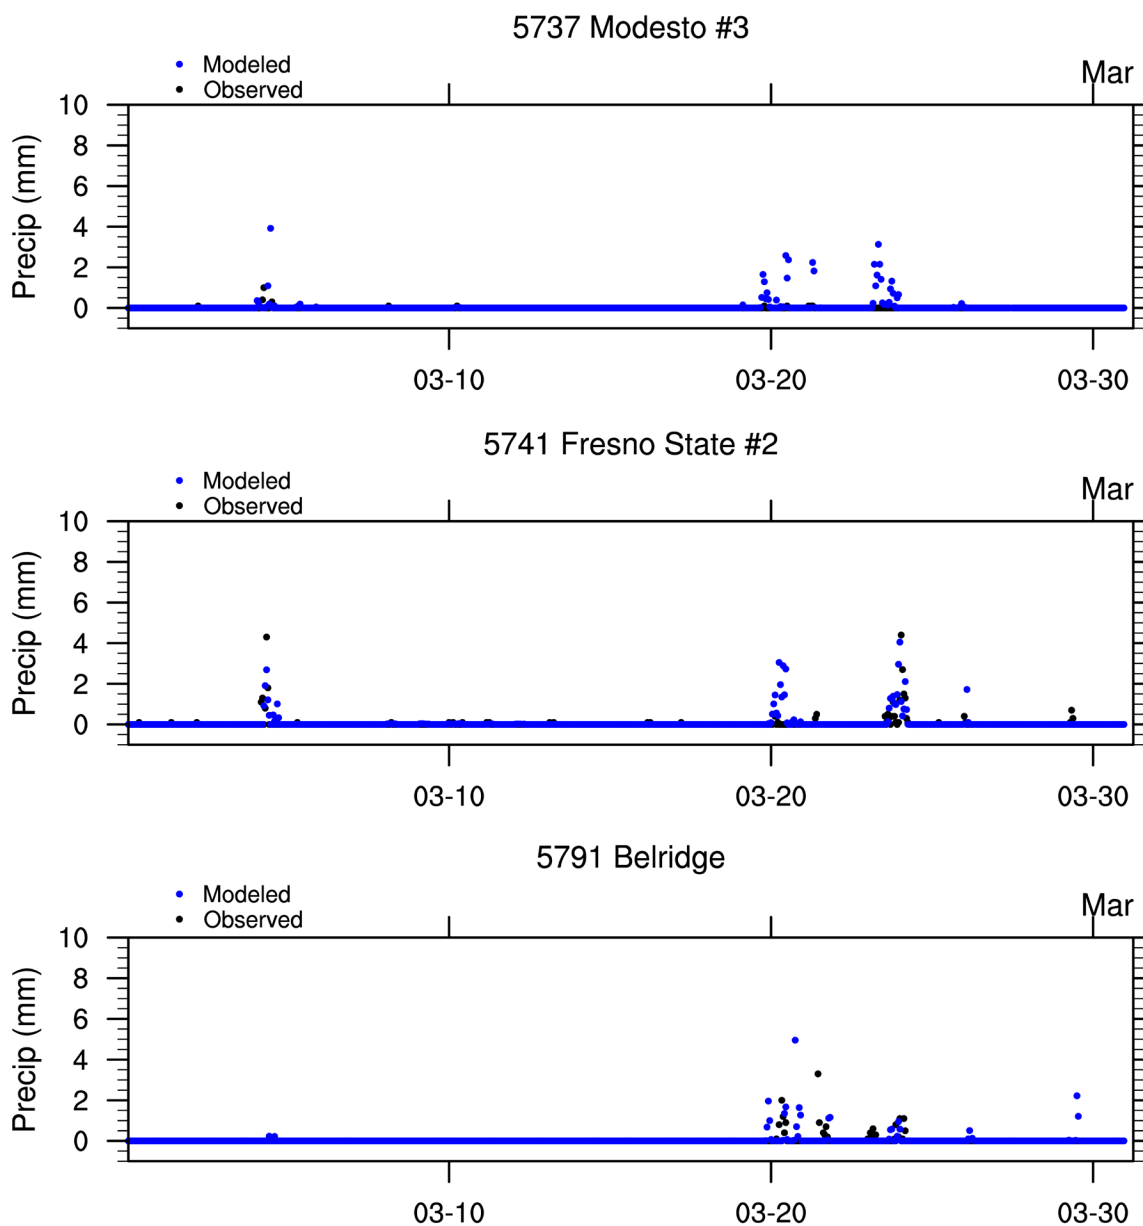 5737 Modesto #3
Modeled
Observed
Mar
Precip (mm)
10
8
6
4
2
0
03-10
03-20
03-30
5741 Fresno State #2
Modeled
Observed
Mar
Precip (mm)
10
8
6
4
2
0
03-10
03-20
03-30
5791 Belridge
Modeled
Observed
Mar
Precip (mm)
10
8
6
4
2
0
03-10
03-20
03-30